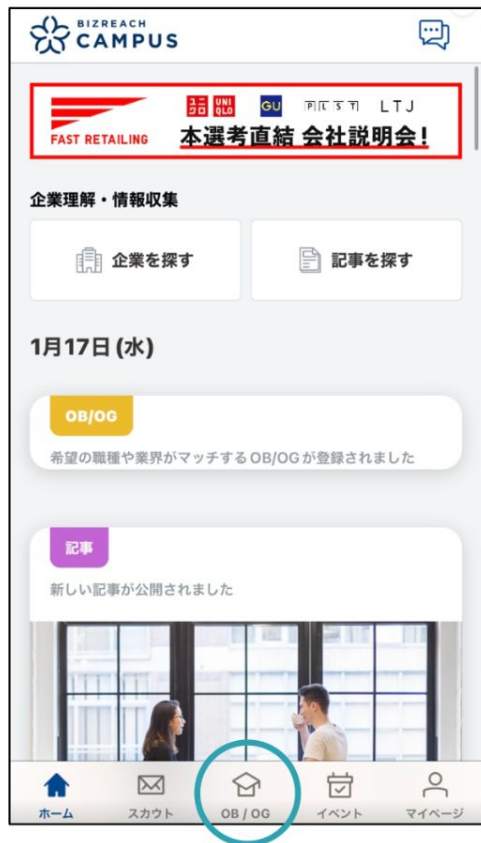 BIZREACH
CAMPUS
ユニクロ UNIQLO GU PLST LTJ
FAST RETAILING 本選考直結 会社説明会!
企業理解・情報収集
企業を探す 記事を探す
1月17日(水)
OB/OG
希望の職種や業界がマッチするOB/OGが登録されました
記事
新しい記事が公開されました
ホーム スカウト OB / OG イベント マイページ